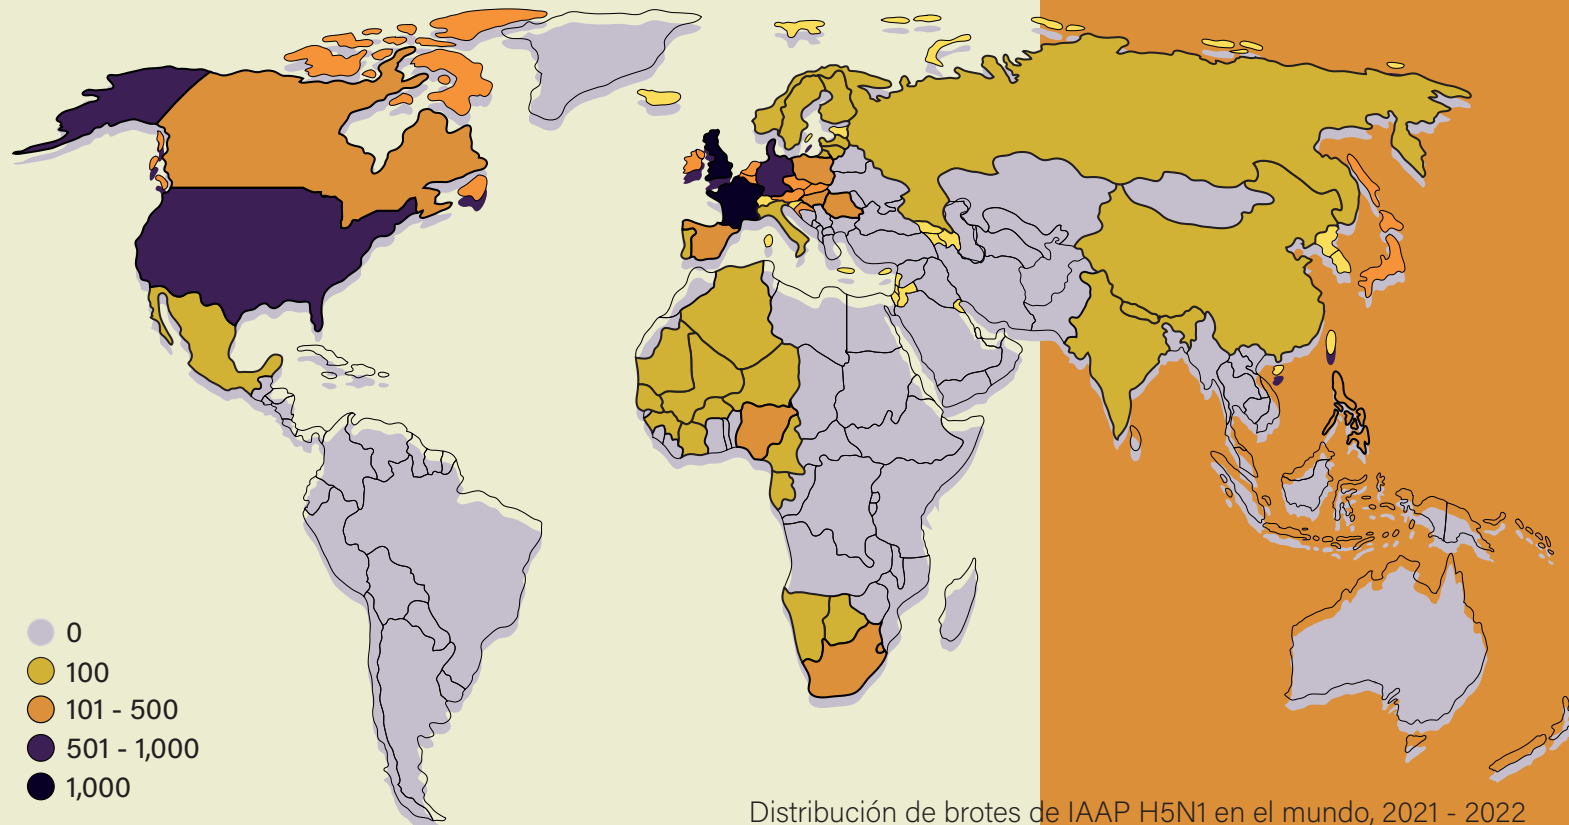 0
100
101 - 500
501 - 1,000
1,000
Distribución de brotes de IAAP H5N1 en el mundo, 2021 - 2022